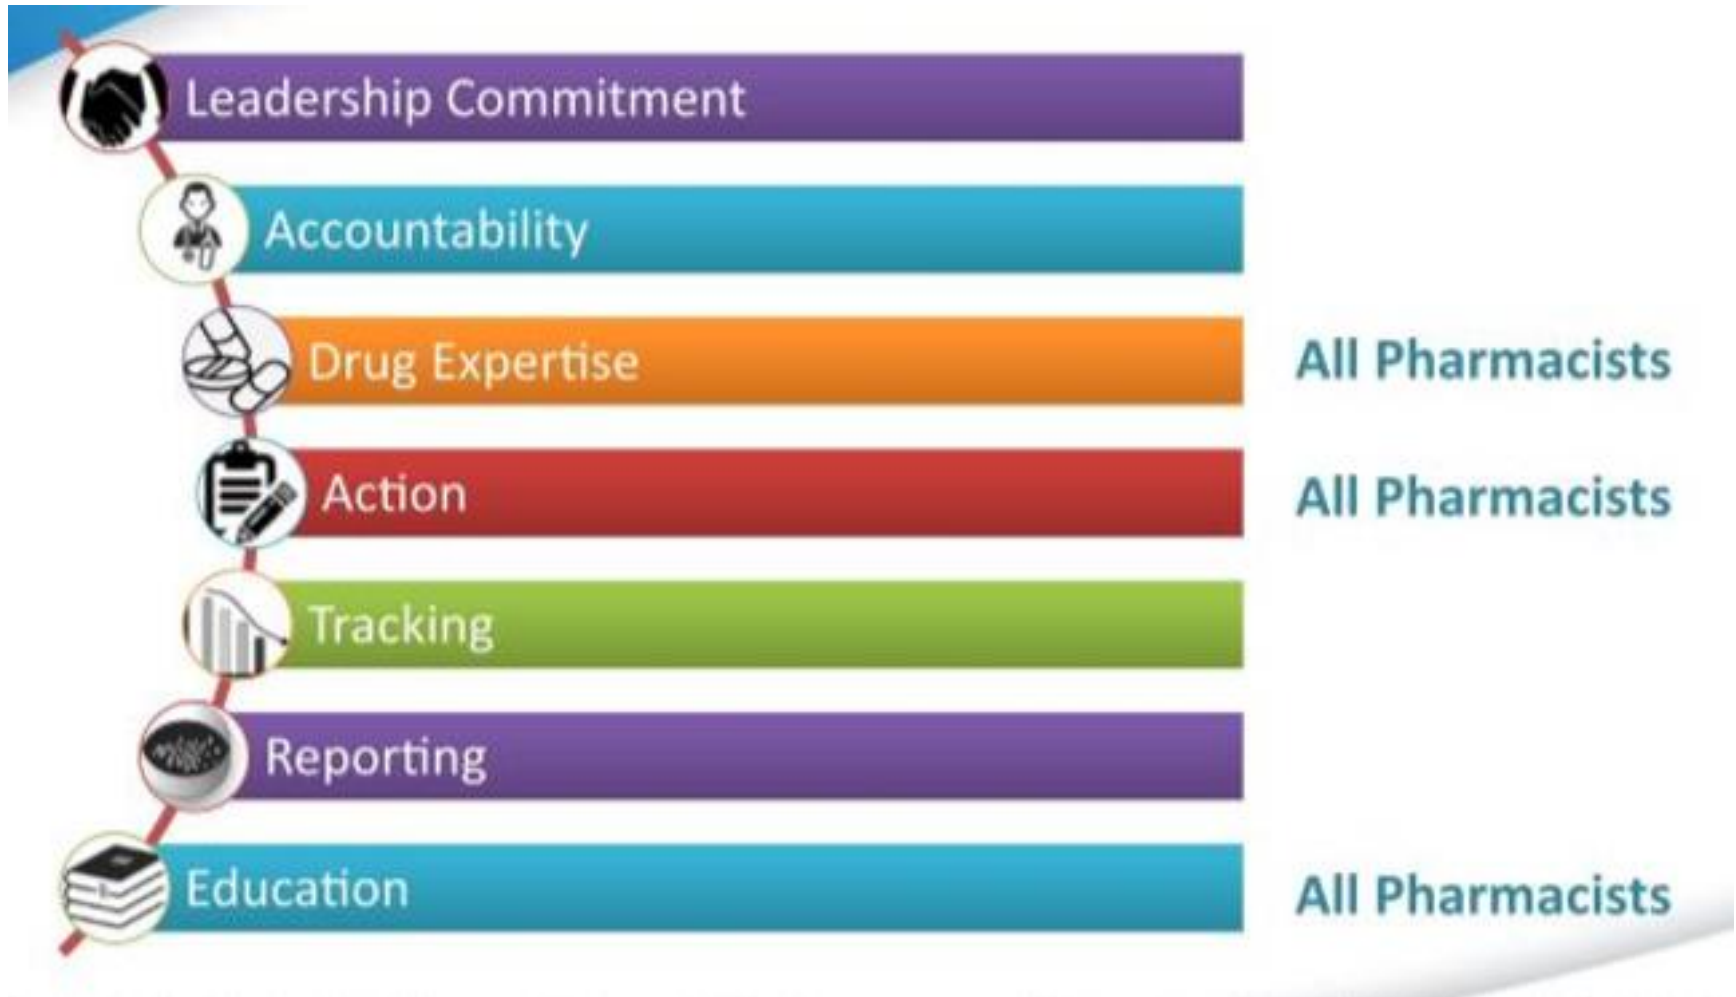 Leadership Commitment
Accountability
Drug Expertise
All Pharmacists
Action
All Pharmacists
Tracking
Reporting
Education
All Pharmacists